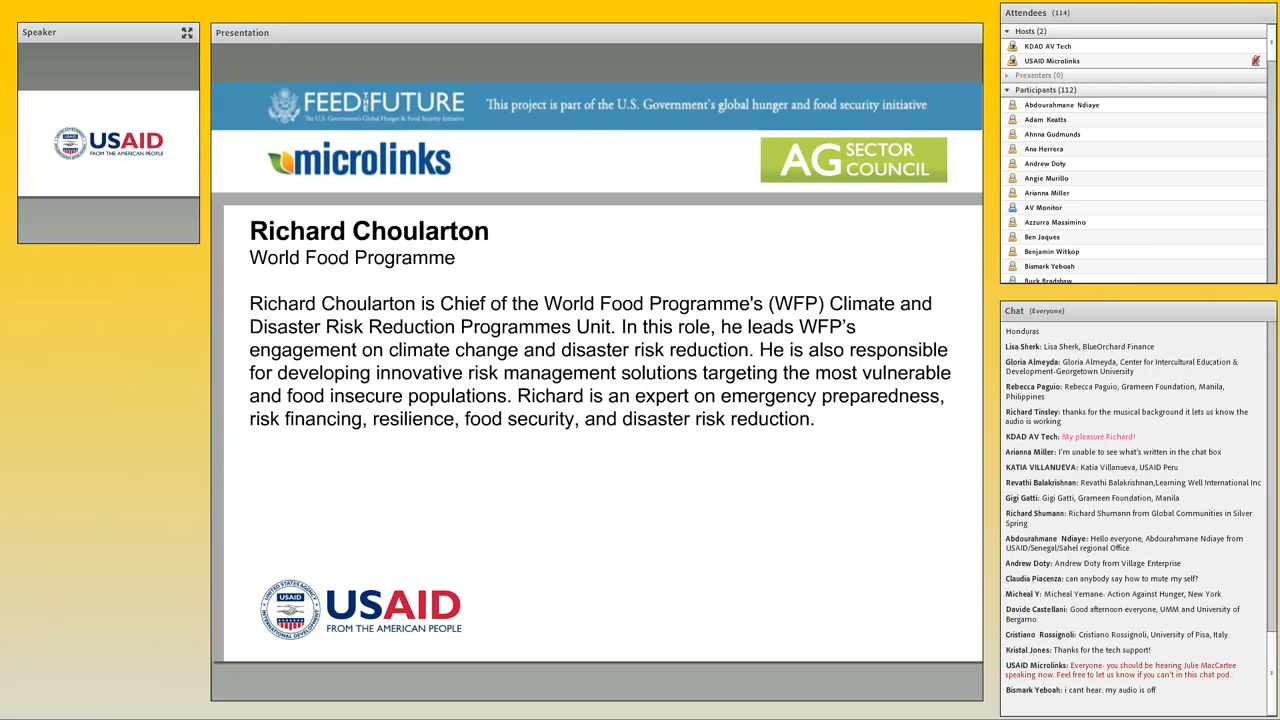 Speaker
USAID
FROM THE AMERICAN PEOPLE
Presentation
FEED THE FUTURE
The U.S. Government's Global Hunger & Food Security Initiative
This project is part of the U.S. Government's global hunger and food security initiative
microlinks
AG SECTOR COUNCIL
Richard Choularton
World Food Programme
Richard Choularton is Chief of the World Food Programme's (WFP) Climate and
Disaster Risk Reduction Programmes Unit. In this role, he leads WFP's
engagement on climate change and disaster risk reduction. He is also responsible
for developing innovative risk management solutions targeting the most vulnerable
and food insecure populations. Richard is an expert on emergency preparedness,
risk financing, resilience, food security, and disaster risk reduction.
UNITED STATES AGENCY
INTERNATIONAL DEVELOPMENT
USAID
USAID
FROM THE AMERICAN PEOPLE
Attendees (114)
Hosts (2)
KDAD AV Tech
USAID Microlinks
Presenters (0)
Participants (112)
Abdourahmane Ndiaye
Adam Keatts
Ahnna Gudmunds
Ana Herrera
Andrew Doty
Angie Murillo
Arianna Miller
AV Monitor
Azzurra Massimino
Ben Jaques
Benjamin Witkop
Bismark Yeboah
Buck Bradshaw
Chat (Everyone)
Honduras
Lisa Sherk: Lisa Sherk, BlueOrchard Finance
Gloria Almeyda: Gloria Almeyda, Center for Intercultural Education &
Development-Georgetown University
Rebecca Paguio: Rebecca Paguio, Grameen Foundation, Manila,
Philippines
Richard Tinsley: thanks for the musical background it lets us know the
audio is working
KDAD AV Tech: My pleasure Richard!
Arianna Miller: I'm unable to see what's written in the chat box
KATIA VILLANUEVA: Katia Villanueva, USAID Peru
Revathi Balakrishnan: Revathi Balakrishnan,Learning Well International Inc
Gigi Gatti: Gigi Gatti, Grameen Foundation, Manila
Richard Shumann: Richard Shumann from Global Communities in Silver
Spring
Abdourahmane Ndiaye: Hello everyone, Abdourahmane Ndiaye from
USAID/Senegal/Sahel regional Office
Andrew Doty: Andrew Doty from Village Enterprise
Claudia Piacenza: can anybody say how to mute my self?
Micheal Y: Micheal Yemane- Action Against Hunger, New York
Davide Castellani: Good afternoon everyone, UMM and University of
Bergamo
Cristiano Rossignoli: Cristiano Rossignoli, University of Pisa, Italy
Kristal Jones: Thanks for the tech support!
USAID Microlinks: Everyone- you should be hearing Julie MacCartee
speaking now. Feel free to let us know if you can't in this chat pod.
Bismark Yeboah: i cant hear. my audio is off